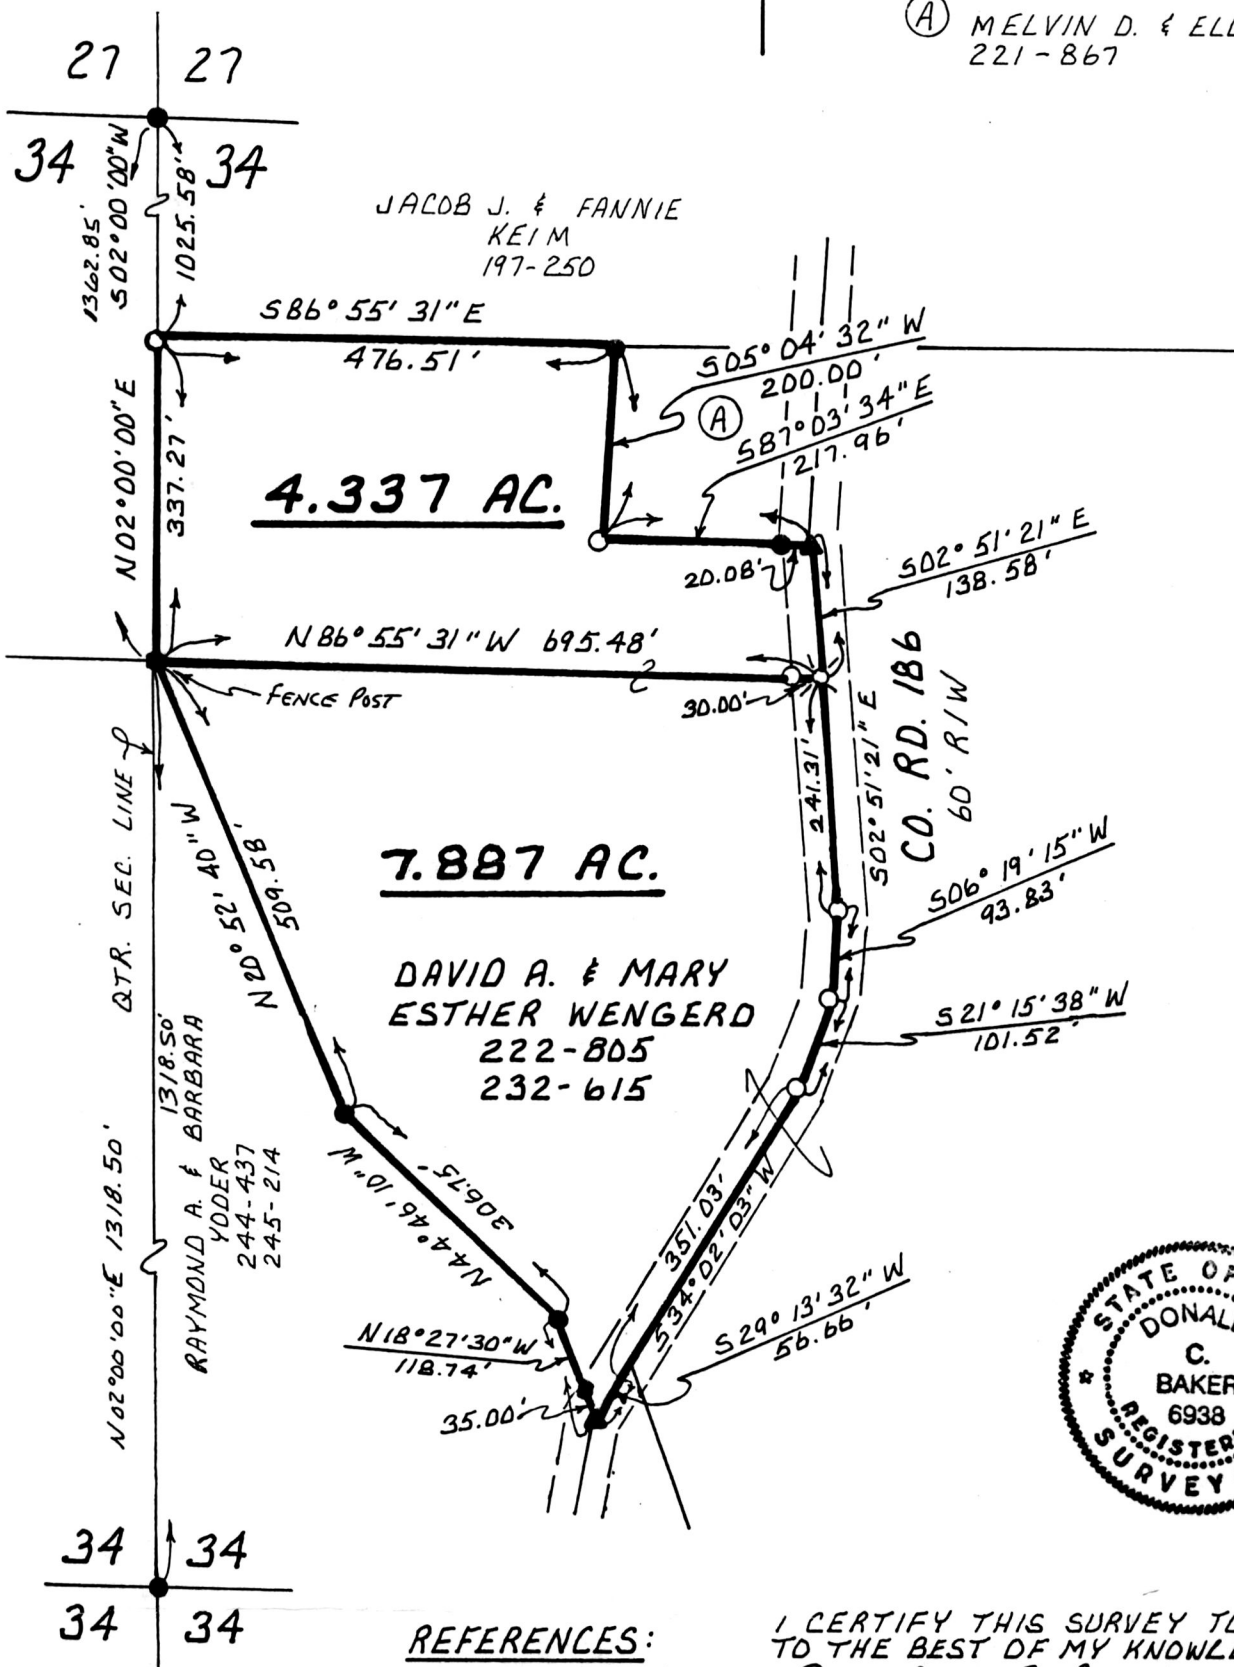 (A) MELVIN D. & ELL
221-867
27 27
34 34
1362.85'
S02°00'00"W
1025.58'
JACOB J. & FANNIE
KEIM
197-250
S86°55'31"E
476.51'
S05°04'32"W
200.00'
(A)
S87°03'34"E
217.96'
N02°00'00"E
337.27'
4.337 AC.
20.08'
S02°51'21"E
138.58'
N86°55'31"W 695.48'
FENCE POST
30.00'
CO. RD. 186
60' R/W
S02°51'21"E
241.31'
QTR. SEC. LINE
N20°52'40"W
509.58'
7.887 AC.
S06°19'15"W
93.83'
DAVID A. & MARY
ESTHER WENGERD
222-805
232-615
S21°15'38"W
101.52'
1318.50'
RAYMOND A. & BARBARA
YODER
244-437
245-214
N02°00'00"E 1318.50'
306.75'
N44°46'10"W
351.03'
S34°02'03"W
N18°27'30"W
118.74'
35.00'
S29°13'32"W
56.66'
STATE OF
DONALD
C.
BAKER
6938
REGISTER
SURVEY
34 34
34 34
REFERENCES:
I CERTIFY THIS SURVEY TO
TO THE BEST OF MY KNOWLE